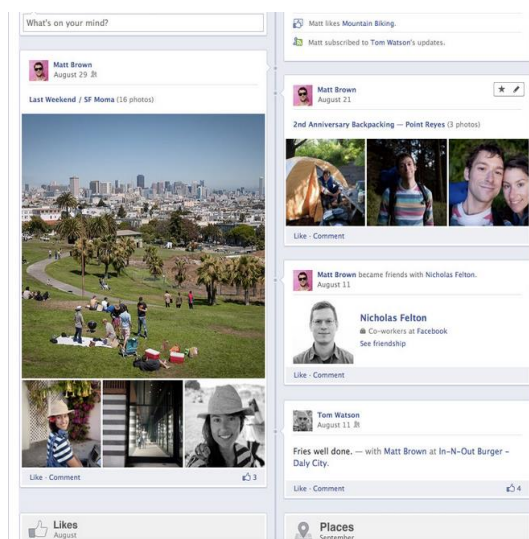 What's on your mind?
Matt Brown
August 29
Last Weekend / SF Moma (16 photos)
Like · Comment
3
Likes
August
Matt likes Mountain Biking.
Matt subscribed to Tom Watson's updates.
Matt Brown
August 21
2nd Anniversary Backpacking — Point Reyes (3 photos)
Like · Comment
Matt Brown became friends with Nicholas Felton.
August 11
Nicholas Felton
Co-workers at Facebook
See friendship
Like · Comment
Tom Watson
August 11
Fries well done. — with Matt Brown at In-N-Out Burger -
Daly City.
Like · Comment
4
Places
September